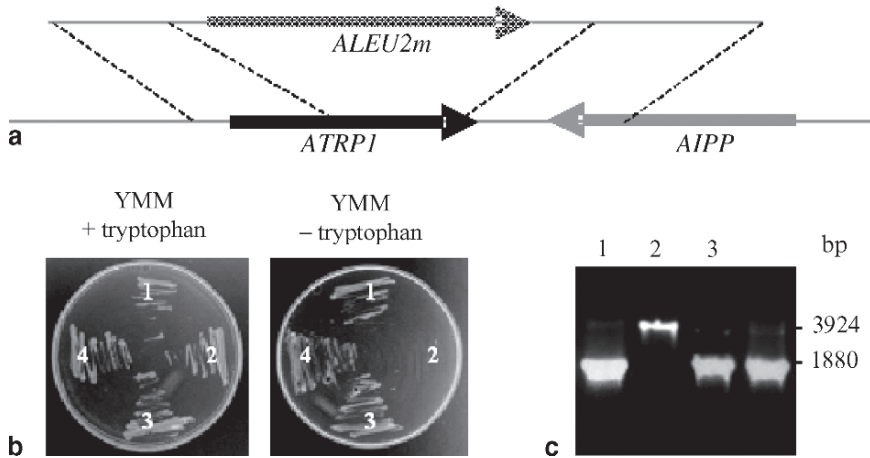 ALEU2m
a
ATRP1
AIPP
YMM
+ tryptophan
YMM
– tryptophan
1
2
3
4
1
2
3
4
b
1
2
3
bp
3924
1880
c